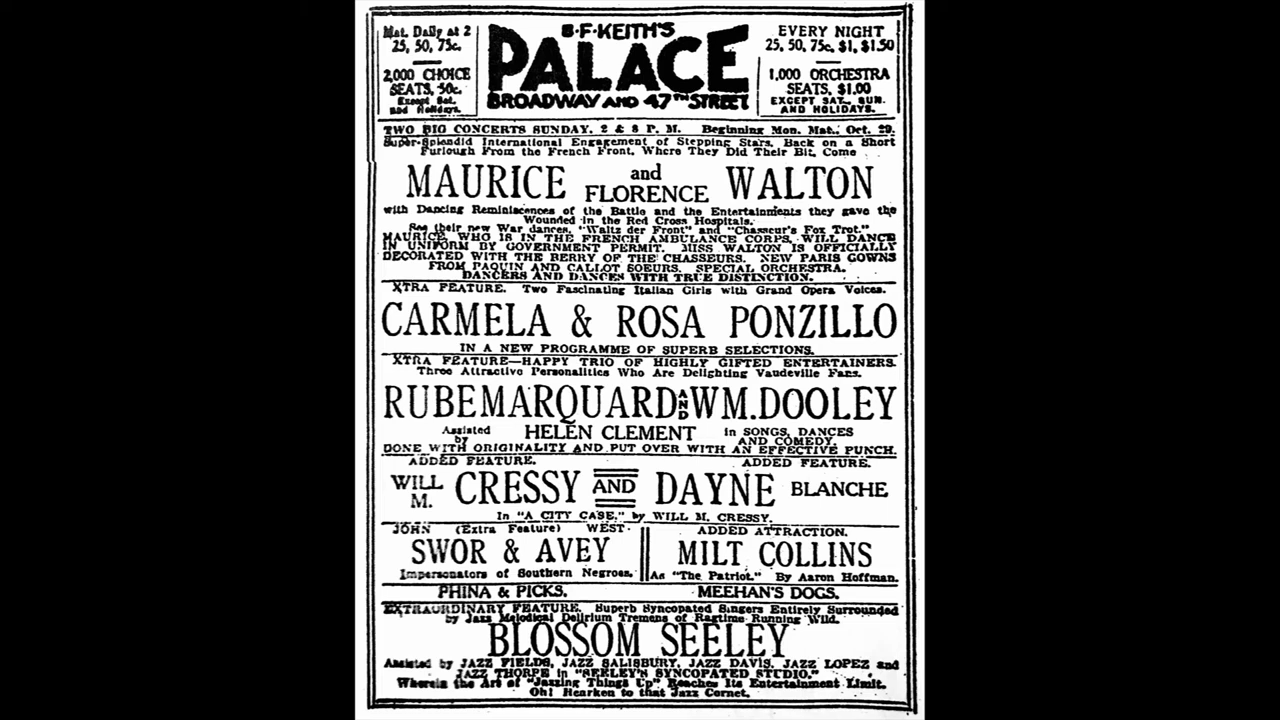 Mat. Daily at 2
25, 50, 75c.
2,000 CHOICE
SEATS, 50c.
Except Sat.
and Holidays.
B·F·KEITH'S
PALACE
BROADWAY AND 47TH STREET
EVERY NIGHT
25, 50, 75c, $1, $1.50
1,000 ORCHESTRA
SEATS, $1.00
EXCEPT SAT., SUN.
AND HOLIDAYS.
TWO BIG CONCERTS SUNDAY, 2 & 8 P. M. Beginning Mon. Mat., Oct. 29.
Super-Splendid International Engagement of Stepping Stars, Back on a Short
Furlough From the French Front, Where They Did Their Bit, Come
MAURICE and FLORENCE WALTON
with Dancing Reminiscences of the Battle and the Entertainments they gave the
Wounded in the Red Cross Hospitals.
See their new War dances, "Waltz der Front" and "Chasseur's Fox Trot."
MAURICE, WHO IS IN THE FRENCH AMBULANCE CORPS, WILL DANCE
IN UNIFORM BY GOVERNMENT PERMIT. MISS WALTON IS OFFICIALLY
DECORATED WITH THE BERRY OF THE CHASSEURS. NEW PARIS GOWNS
FROM PAQUIN AND CALLOT SOEURS. SPECIAL ORCHESTRA.
DANCERS AND DANCES WITH TRUE DISTINCTION.
XTRA FEATURE. Two Fascinating Italian Girls with Grand Opera Voices.
CARMELA & ROSA PONZILLO
IN A NEW PROGRAMME OF SUPERB SELECTIONS.
XTRA FEATURE—HAPPY TRIO OF HIGHLY GIFTED ENTERTAINERS.
Three Attractive Personalities Who Are Delighting Vaudeville Fans.
RUBE MARQUARD AND WM. DOOLEY
Assisted by HELEN CLEMENT in SONGS, DANCES AND COMEDY.
DONE WITH ORIGINALITY AND PUT OVER WITH AN EFFECTIVE PUNCH.
ADDED FEATURE. ADDED FEATURE.
WILL M. CRESSY AND DAYNE BLANCHE
In "A CITY CASE," by WILL M. CRESSY.
JOHN (Extra Feature) WEST
SWOR & AVEY
Impersonators of Southern Negroes.
ADDED ATTRACTION.
MILT COLLINS
As "The Patriot." By Aaron Hoffman.
PHINA & PICKS. MEEHAN'S DOGS.
EXTRAORDINARY FEATURE. Superb Syncopated Singers Entirely Surrounded
by Jazz Melodical Delirium Tremens of Ragtime Running Wild.
BLOSSOM SEELEY
Assisted by JAZZ FIELDS, JAZZ SALISBURY, JAZZ DAVIS, JAZZ LOPEZ and
JAZZ THORPE in "SEELEY'S SYNCOPATED STUDIO."
Wherein the Art of "Jazzing Things Up" Reaches Its Entertainment Limit.
Oh! Hearken to that Jazz Cornet.